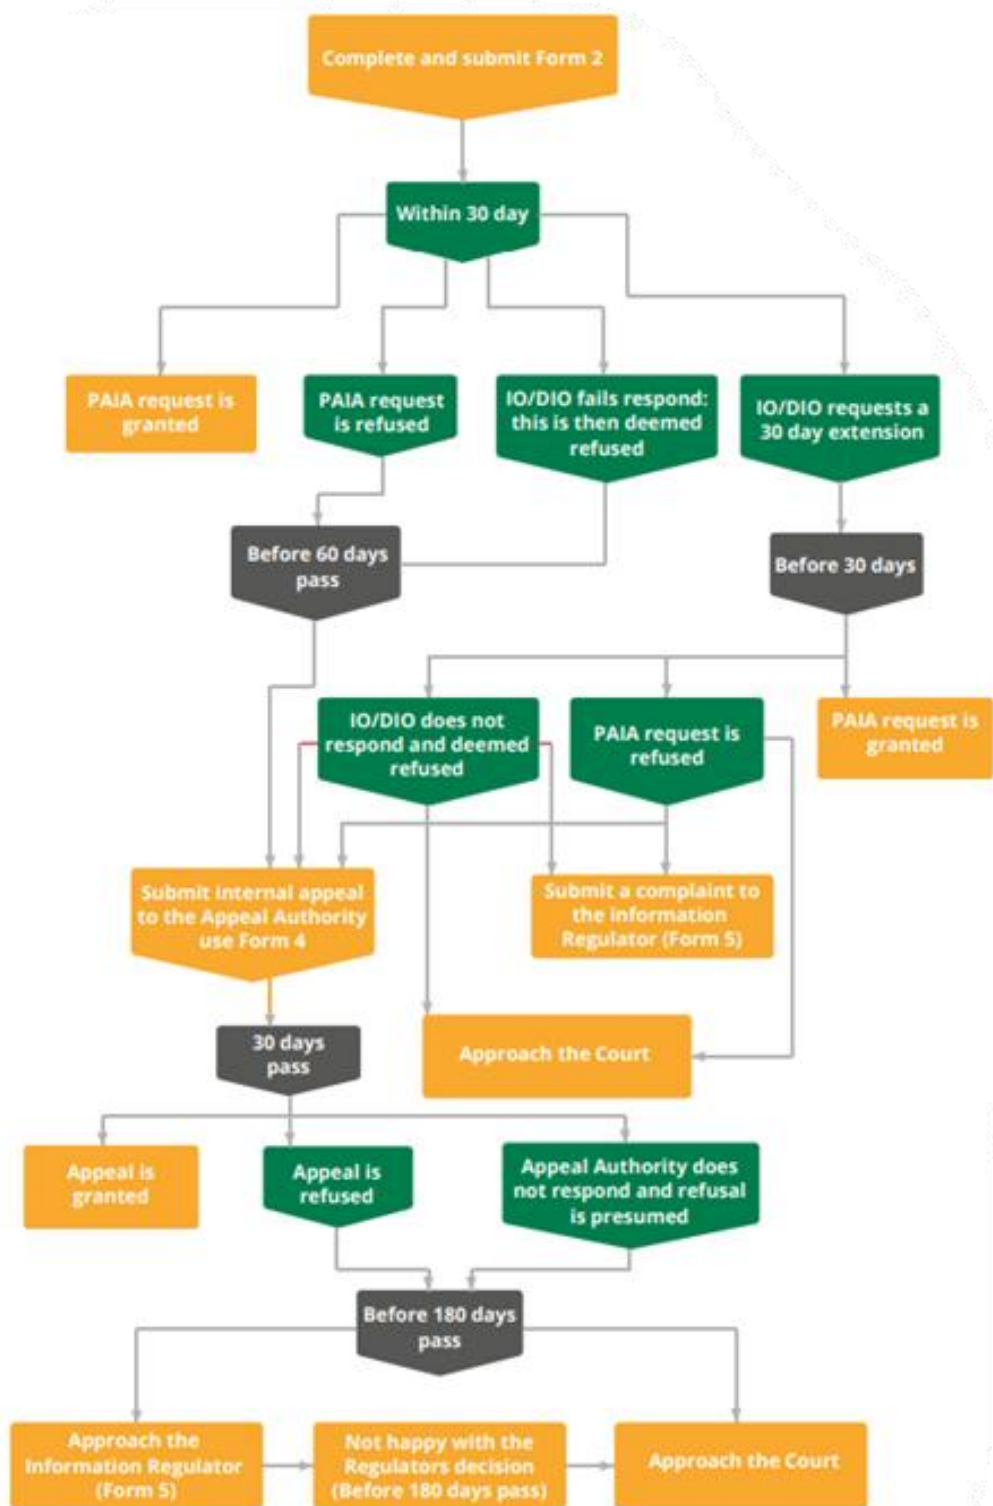 Complete and submit Form 2
Within 30 day
PAIA request is
granted
PAIA request
is refused
IO/DIO fails respond:
this is then deemed
refused
IO/DIO requests a
30 day extension
Before 60 days
pass
Before 30 days
IO/DIO does not
respond and deemed
refused
PAIA request is
refused
PAIA request is
granted
Submit internal appeal
to the Appeal Authority
use Form 4
Submit a complaint to
the Information
Regulator (Form 5)
30 days
pass
Approach the Court
Appeal is
granted
Appeal is
refused
Appeal Authority does
not respond and refusal
is presumed
Before 180 days
pass
Approach the
Information Regulator
(Form 5)
Not happy with the
Regulators decision
(Before 180 days pass)
Approach the Court